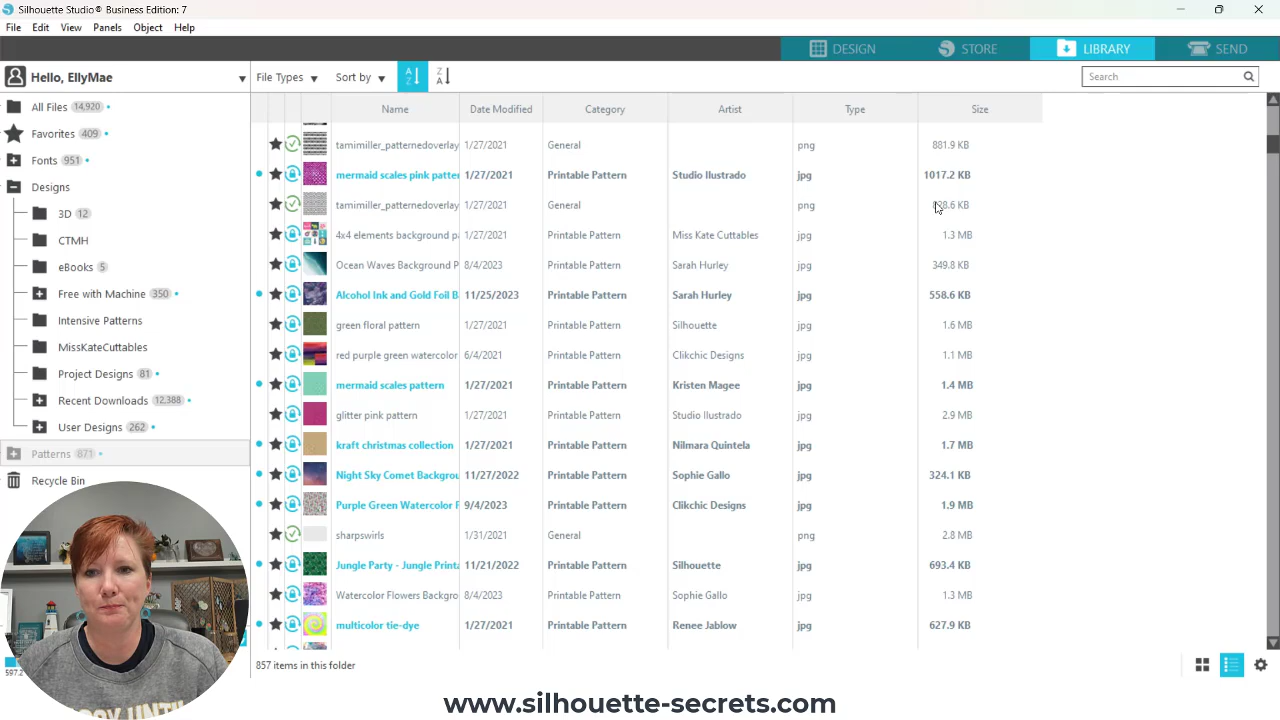 Silhouette Studio® Business Edition: 7
File Edit View Panels Object Help
DESIGN STORE LIBRARY SEND
Hello, EllyMae
File Types Sort by A Z Z A Search
All Files 14,920
Favorites 409
Fonts 951
Designs
3D 12
CTMH
eBooks 5
Free with Machine 350
Intensive Patterns
MissKateCuttables
Project Designs 81
Recent Downloads 12,388
User Designs 262
Patterns 871
Recycle Bin
Name Date Modified Category Artist Type Size
tamimiller_patternedoverlay 1/27/2021 General png 881.9 KB
mermaid scales pink patter 1/27/2021 Printable Pattern Studio Ilustrado jpg 1017.2 KB
tamimiller_patternedoverlay 1/27/2021 General png KB
4x4 elements background pa 1/27/2021 Printable Pattern Miss Kate Cuttables jpg 1.3 MB
Ocean Waves Background P 8/4/2023 Printable Pattern Sarah Hurley jpg 349.8 KB
Alcohol Ink and Gold Foil B 11/25/2023 Printable Pattern Sarah Hurley jpg 558.6 KB
green floral pattern 1/27/2021 Printable Pattern Silhouette jpg 1.6 MB
red purple green watercolor 6/4/2021 Printable Pattern Clikchic Designs jpg 1.1 MB
mermaid scales pattern 1/27/2021 Printable Pattern Kristen Magee jpg 1.4 MB
glitter pink pattern 1/27/2021 Printable Pattern Studio Ilustrado jpg 2.9 MB
kraft christmas collection 1/27/2021 Printable Pattern Nilmara Quintela jpg 1.7 MB
Night Sky Comet Backgrou 11/27/2022 Printable Pattern Sophie Gallo jpg 324.1 KB
Purple Green Watercolor F 9/4/2023 Printable Pattern Clikchic Designs jpg 1.9 MB
sharpswirls 1/31/2021 General png 2.8 MB
Jungle Party - Jungle Printa 11/21/2022 Printable Pattern Silhouette jpg 693.4 KB
Watercolor Flowers Backgro 8/4/2023 Printable Pattern Sophie Gallo jpg 1.3 MB
multicolor tie-dye 1/27/2021 Printable Pattern Renee Jablow jpg 627.9 KB
857 items in this folder
597.2
www.silhouette-secrets.com